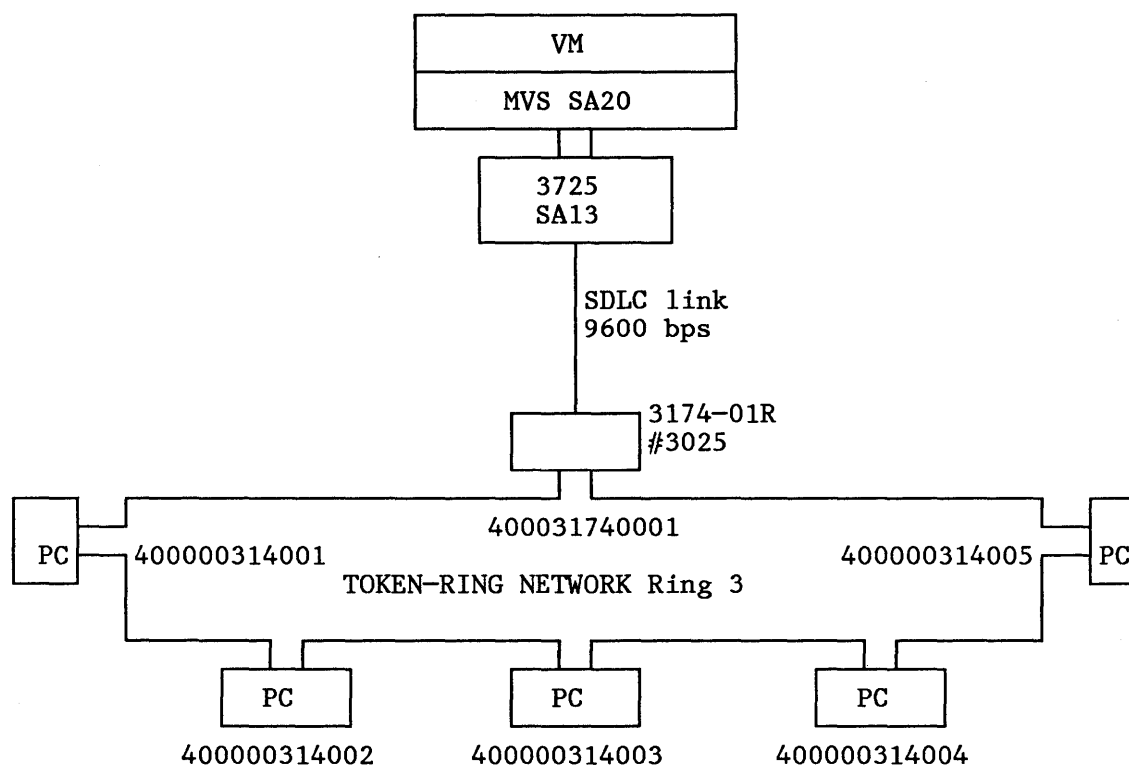 VM
MVS SA20
3725
SA13
SDLC link
9600 bps
3174-01R
#3025
400031740001
PC
400000314001
400000314005
PC
TOKEN-RING NETWORK Ring 3
PC
PC
PC
400000314002
400000314003
400000314004